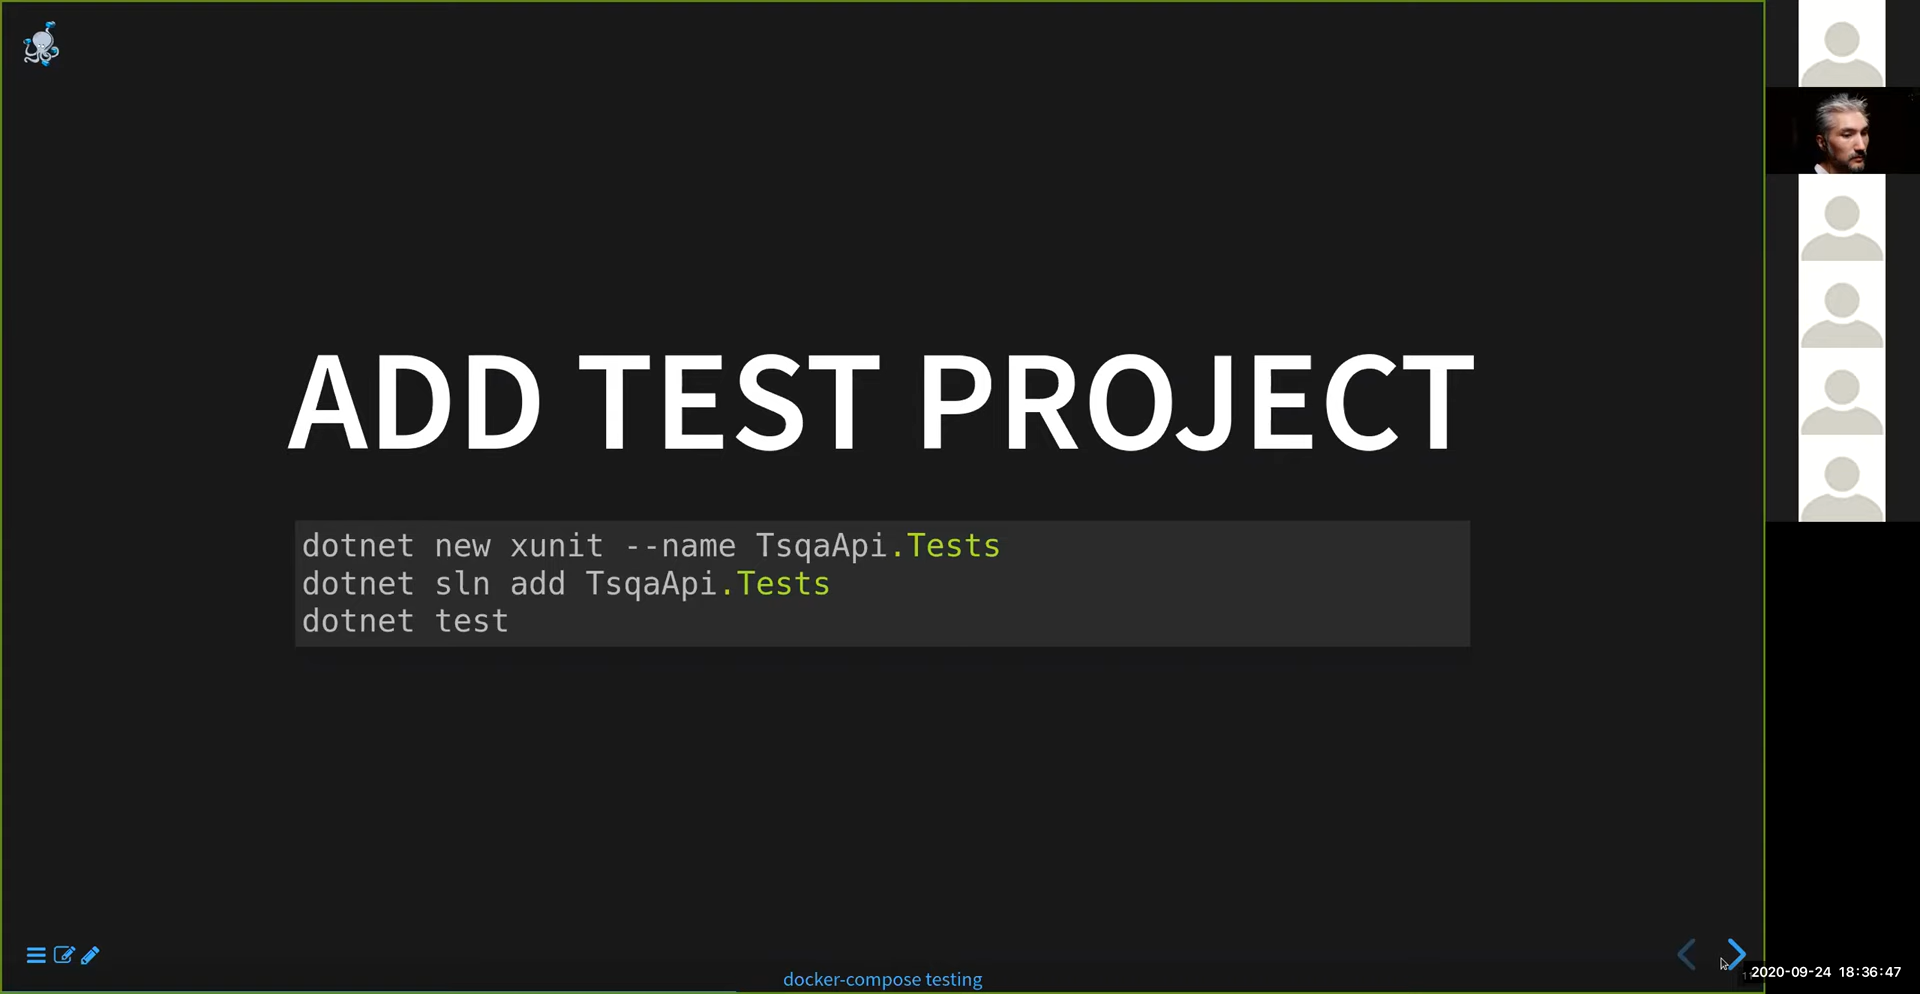 ADD TEST PROJECT
dotnet new xunit --name TsqaApi.Tests
dotnet sln add TsqaApi.Tests
dotnet test
docker-compose testing
2020-09-24 18:36:47